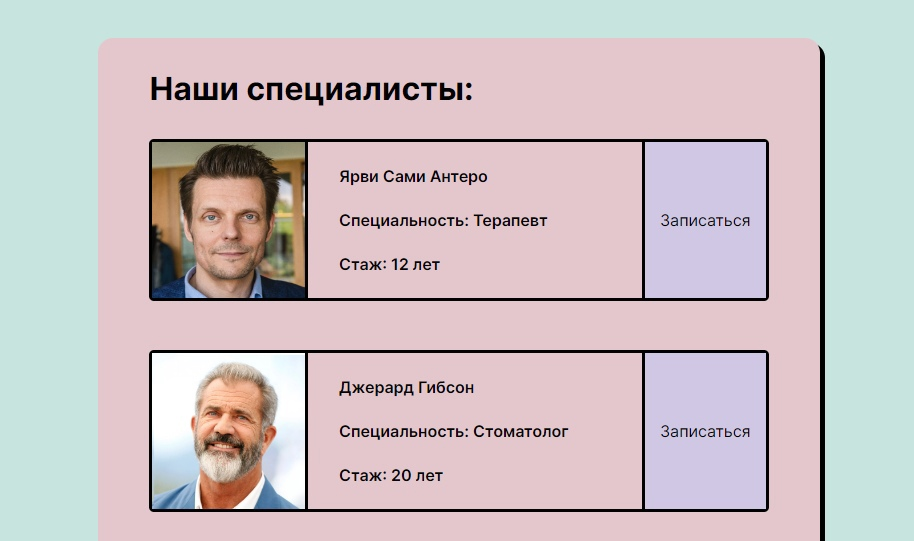 Наши специалисты:
Ярви Сами Антеро
Специальность: Терапевт
Стаж: 12 лет
Записаться
Джерард Гибсон
Специальность: Стоматолог
Стаж: 20 лет
Записаться